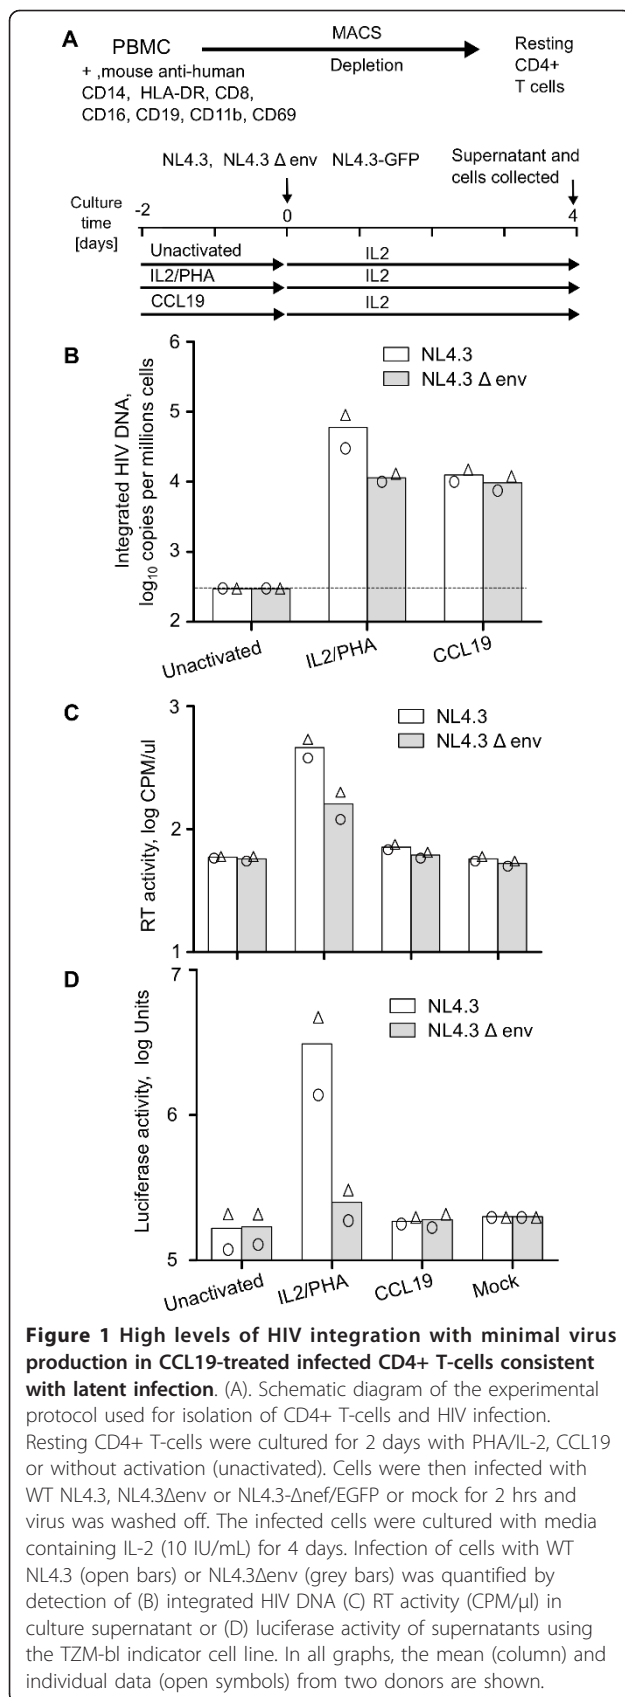 A
PBMC
MACS
Depletion
Resting
CD4+
T cells
+ ,mouse anti-human
CD14, HLA-DR, CD8,
CD16, CD19, CD11b, CD69
NL4.3, NL4.3 Δ env NL4.3-GFP
Supernatant and
cells collected
Culture
time
[days]
-2
0
4
Unactivated
IL2
IL2/PHA
IL2
CCL19
IL2
B
Integrated HIV DNA,
log10 copies per millions cells
6
5
4
3
2
NL4.3
NL4.3 Δ env
Unactivated
IL2/PHA
CCL19
C
RT activity, log CPM/ul
3
2
1
NL4.3
NL4.3 Δ env
D
Luciferase activity, log Units
7
6
5
NL4.3
NL4.3 Δ env
Unactivated
IL2/PHA
CCL19
Mock
Figure 1 High levels of HIV integration with minimal virus
production in CCL19-treated infected CD4+ T-cells consistent
with latent infection. (A). Schematic diagram of the experimental
protocol used for isolation of CD4+ T-cells and HIV infection.
Resting CD4+ T-cells were cultured for 2 days with PHA/IL-2, CCL19
or without activation (unactivated). Cells were then infected with
WT NL4.3, NL4.3Δenv or NL4.3-Δnef/EGFP or mock for 2 hrs and
virus was washed off. The infected cells were cultured with media
containing IL-2 (10 IU/mL) for 4 days. Infection of cells with WT
NL4.3 (open bars) or NL4.3Δenv (grey bars) was quantified by
detection of (B) integrated HIV DNA (C) RT activity (CPM/μl) in
culture supernatant or (D) luciferase activity of supernatants using
the TZM-bl indicator cell line. In all graphs, the mean (column) and
individual data (open symbols) from two donors are shown.